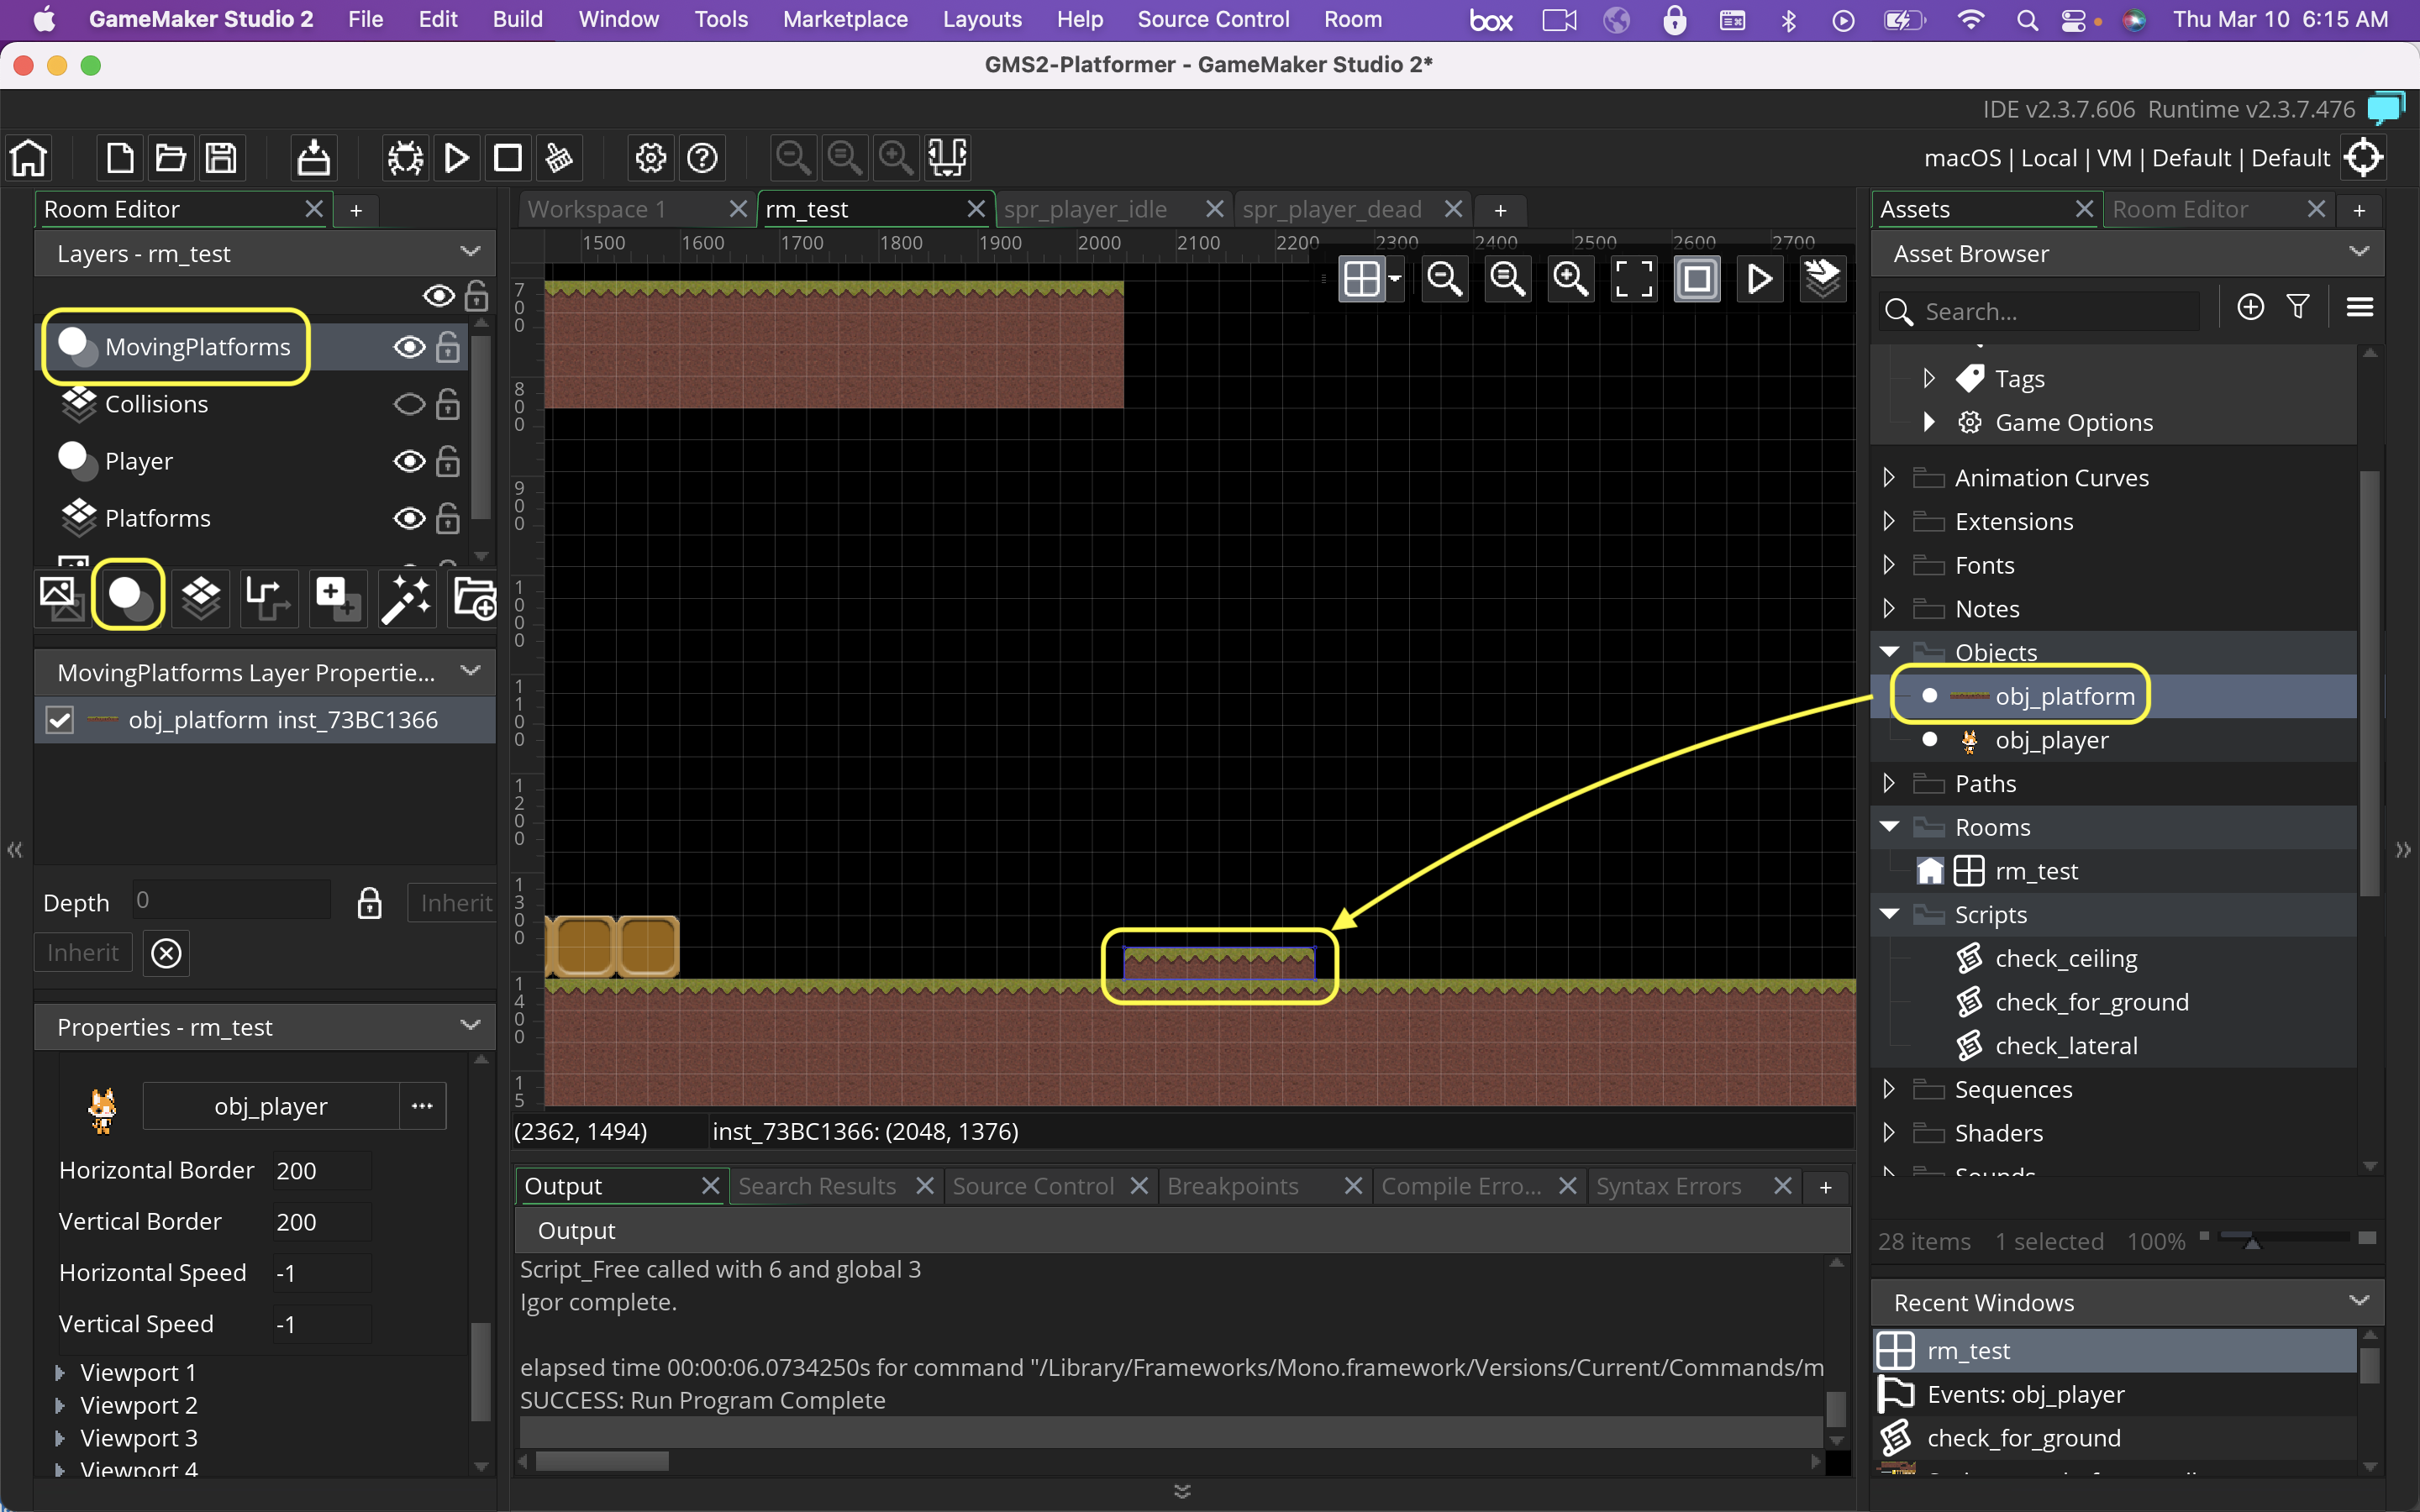 GameMaker Studio 2 File Edit Build Window Tools Marketplace Layouts Help Source Control Room box Thu Mar 10 6:15 AM
GMS2-Platformer - GameMaker Studio 2*
IDE v2.3.7.606 Runtime v2.3.7.476
macOS | Local | VM | Default | Default
Room Editor
Layers - rm_test
MovingPlatforms
Collisions
Player
Platforms
MovingPlatforms Layer Propertie...
obj_platform inst_73BC1366
Depth 0 Inherit
Inherit
Properties - rm_test
obj_player ...
Horizontal Border 200
Vertical Border 200
Horizontal Speed -1
Vertical Speed -1
Viewport 1
Viewport 2
Viewport 3
Viewport 4
Workspace 1 rm_test spr_player_idle spr_player_dead +
1500 1600 1700 1800 1900 2000 2100 2200 2300 2400 2500 2600 2700
700
800
900
1000
1100
1200
1300
1400
15
(2362, 1494) inst_73BC1366: (2048, 1376)
Output Search Results Source Control Breakpoints Compile Erro... Syntax Errors +
Output
Script_Free called with 6 and global 3
Igor complete.
elapsed time 00:00:06.0734250s for command "/Library/Frameworks/Mono.framework/Versions/Current/Commands/m
SUCCESS: Run Program Complete
Assets Room Editor +
Asset Browser
Search...
Tags
Game Options
Animation Curves
Extensions
Fonts
Notes
Objects
obj_platform
obj_player
Paths
Rooms
rm_test
Scripts
check_ceiling
check_for_ground
check_lateral
Sequences
Shaders
Sounds
28 items 1 selected 100%
Recent Windows
rm_test
Events: obj_player
check_for_ground